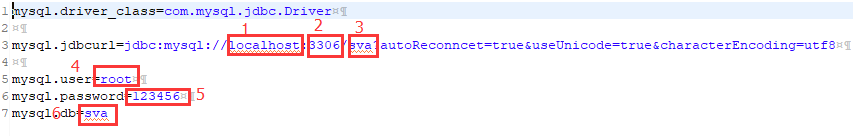 1 mysql.driver_class=com.mysql.jdbc.Driver¤¶
2 ¤¶
1 2 3
3 mysql.jdbcurl=jdbc:mysql://localhost:3306/sva?autoReconncet=true&useUnicode=true&characterEncoding=utf8¤¶
4 ¤¶
4
5 mysql.user=root¤¶
6 mysql.password=123456¤¶ 5
7 mysql.db=sva 6